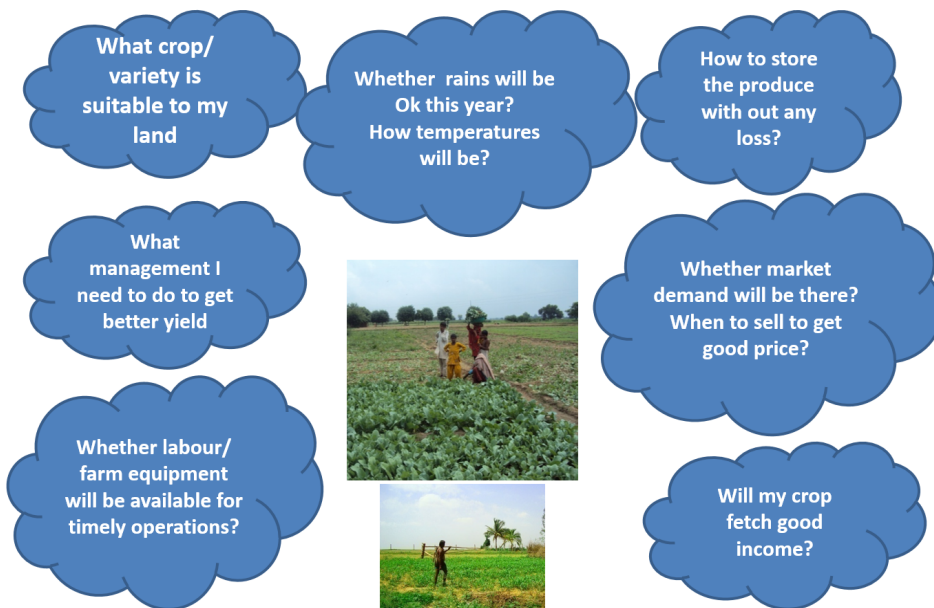 What crop/
variety is
suitable to my
land
Whether rains will be
Ok this year?
How temperatures
will be?
How to store
the produce
with out any
loss?
What
management I
need to do to get
better yield
Whether market
demand will be there?
When to sell to get
good price?
Whether labour/
farm equipment
will be available for
timely operations?
Will my crop
fetch good
income?